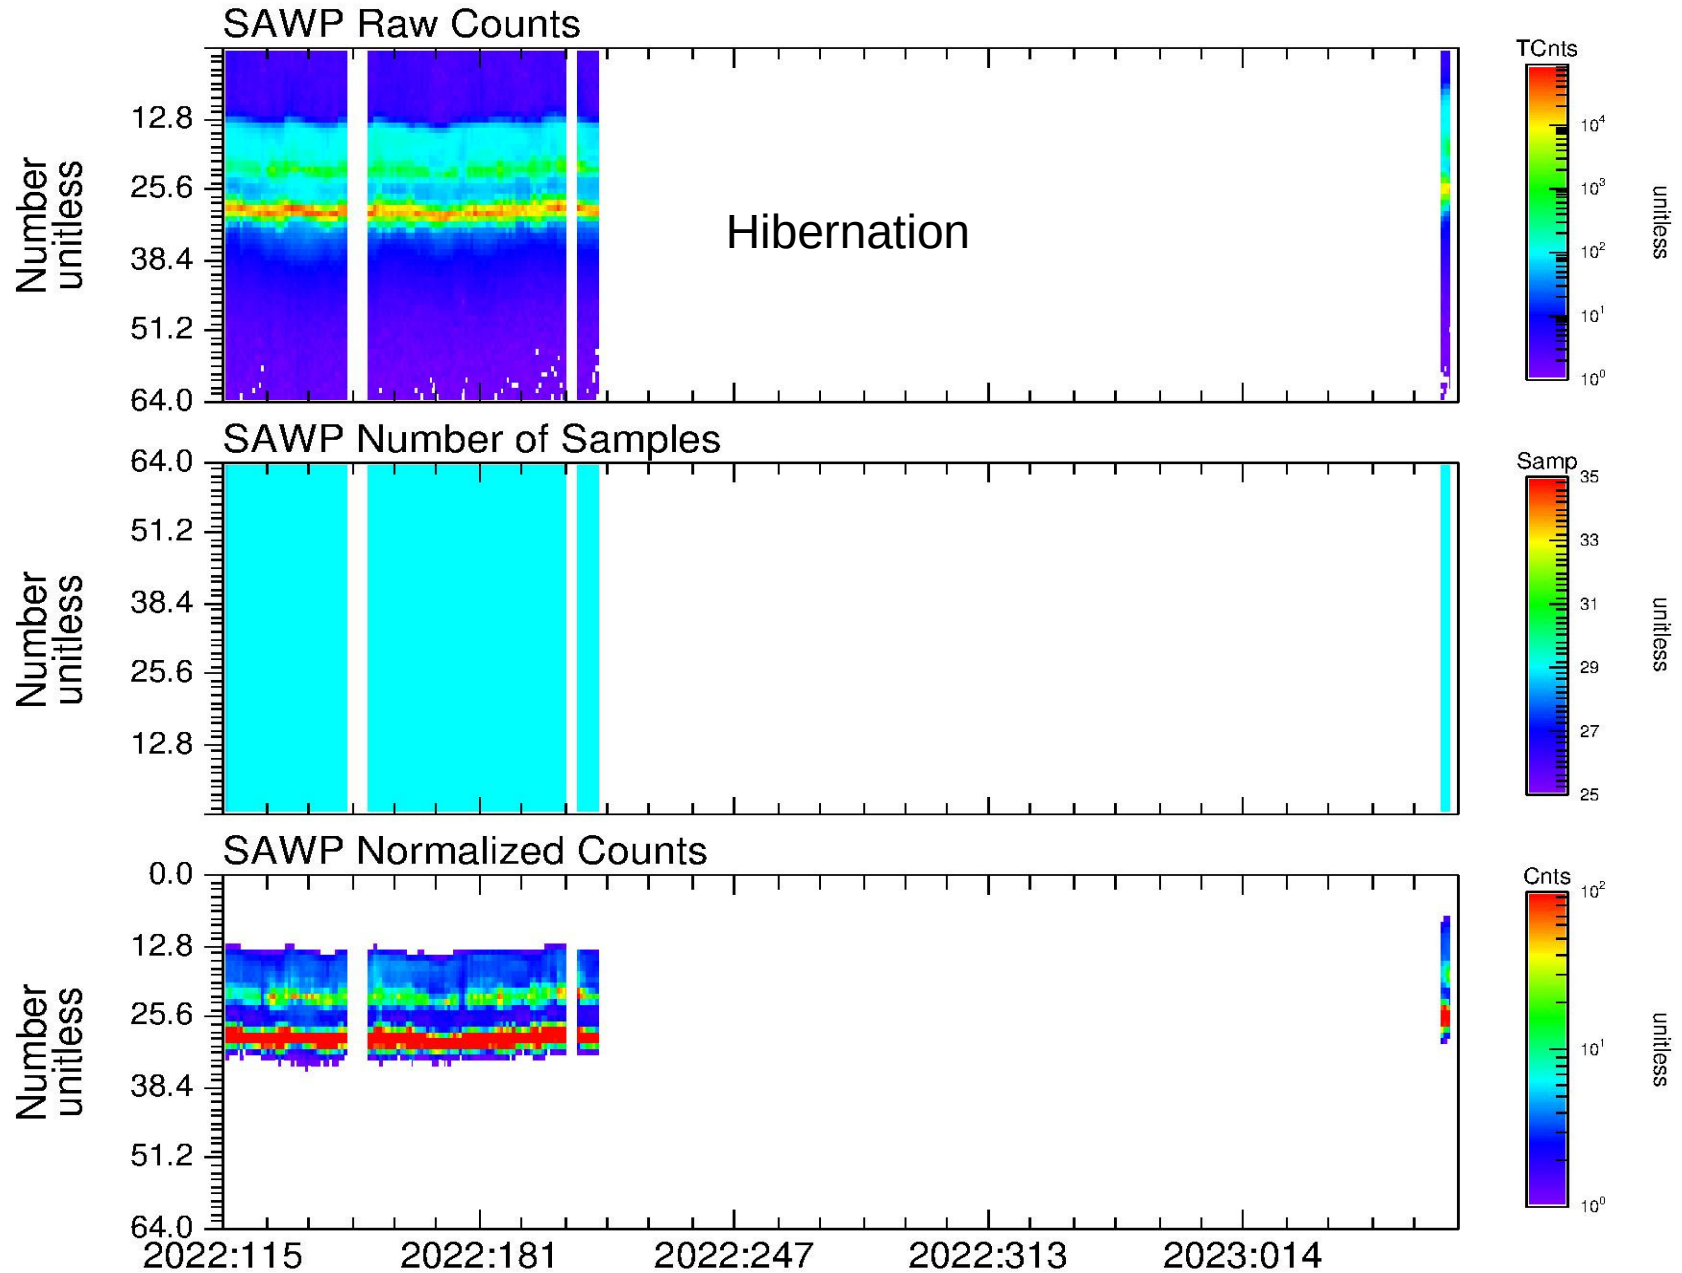 SAWP Raw Counts
TCnts
12.8
25.6
38.4
51.2
64.0
Number
unitless
Hibernation
10⁴
10³
10²
10¹
10⁰
unitless
SAWP Number of Samples
Samp
64.0
51.2
38.4
25.6
12.8
Number
unitless
35
33
31
29
27
25
unitless
SAWP Normalized Counts
Cnts
0.0
12.8
25.6
38.4
51.2
64.0
Number
unitless
10²
10¹
10⁰
unitless
2022:115 2022:181 2022:247 2022:313 2023:014